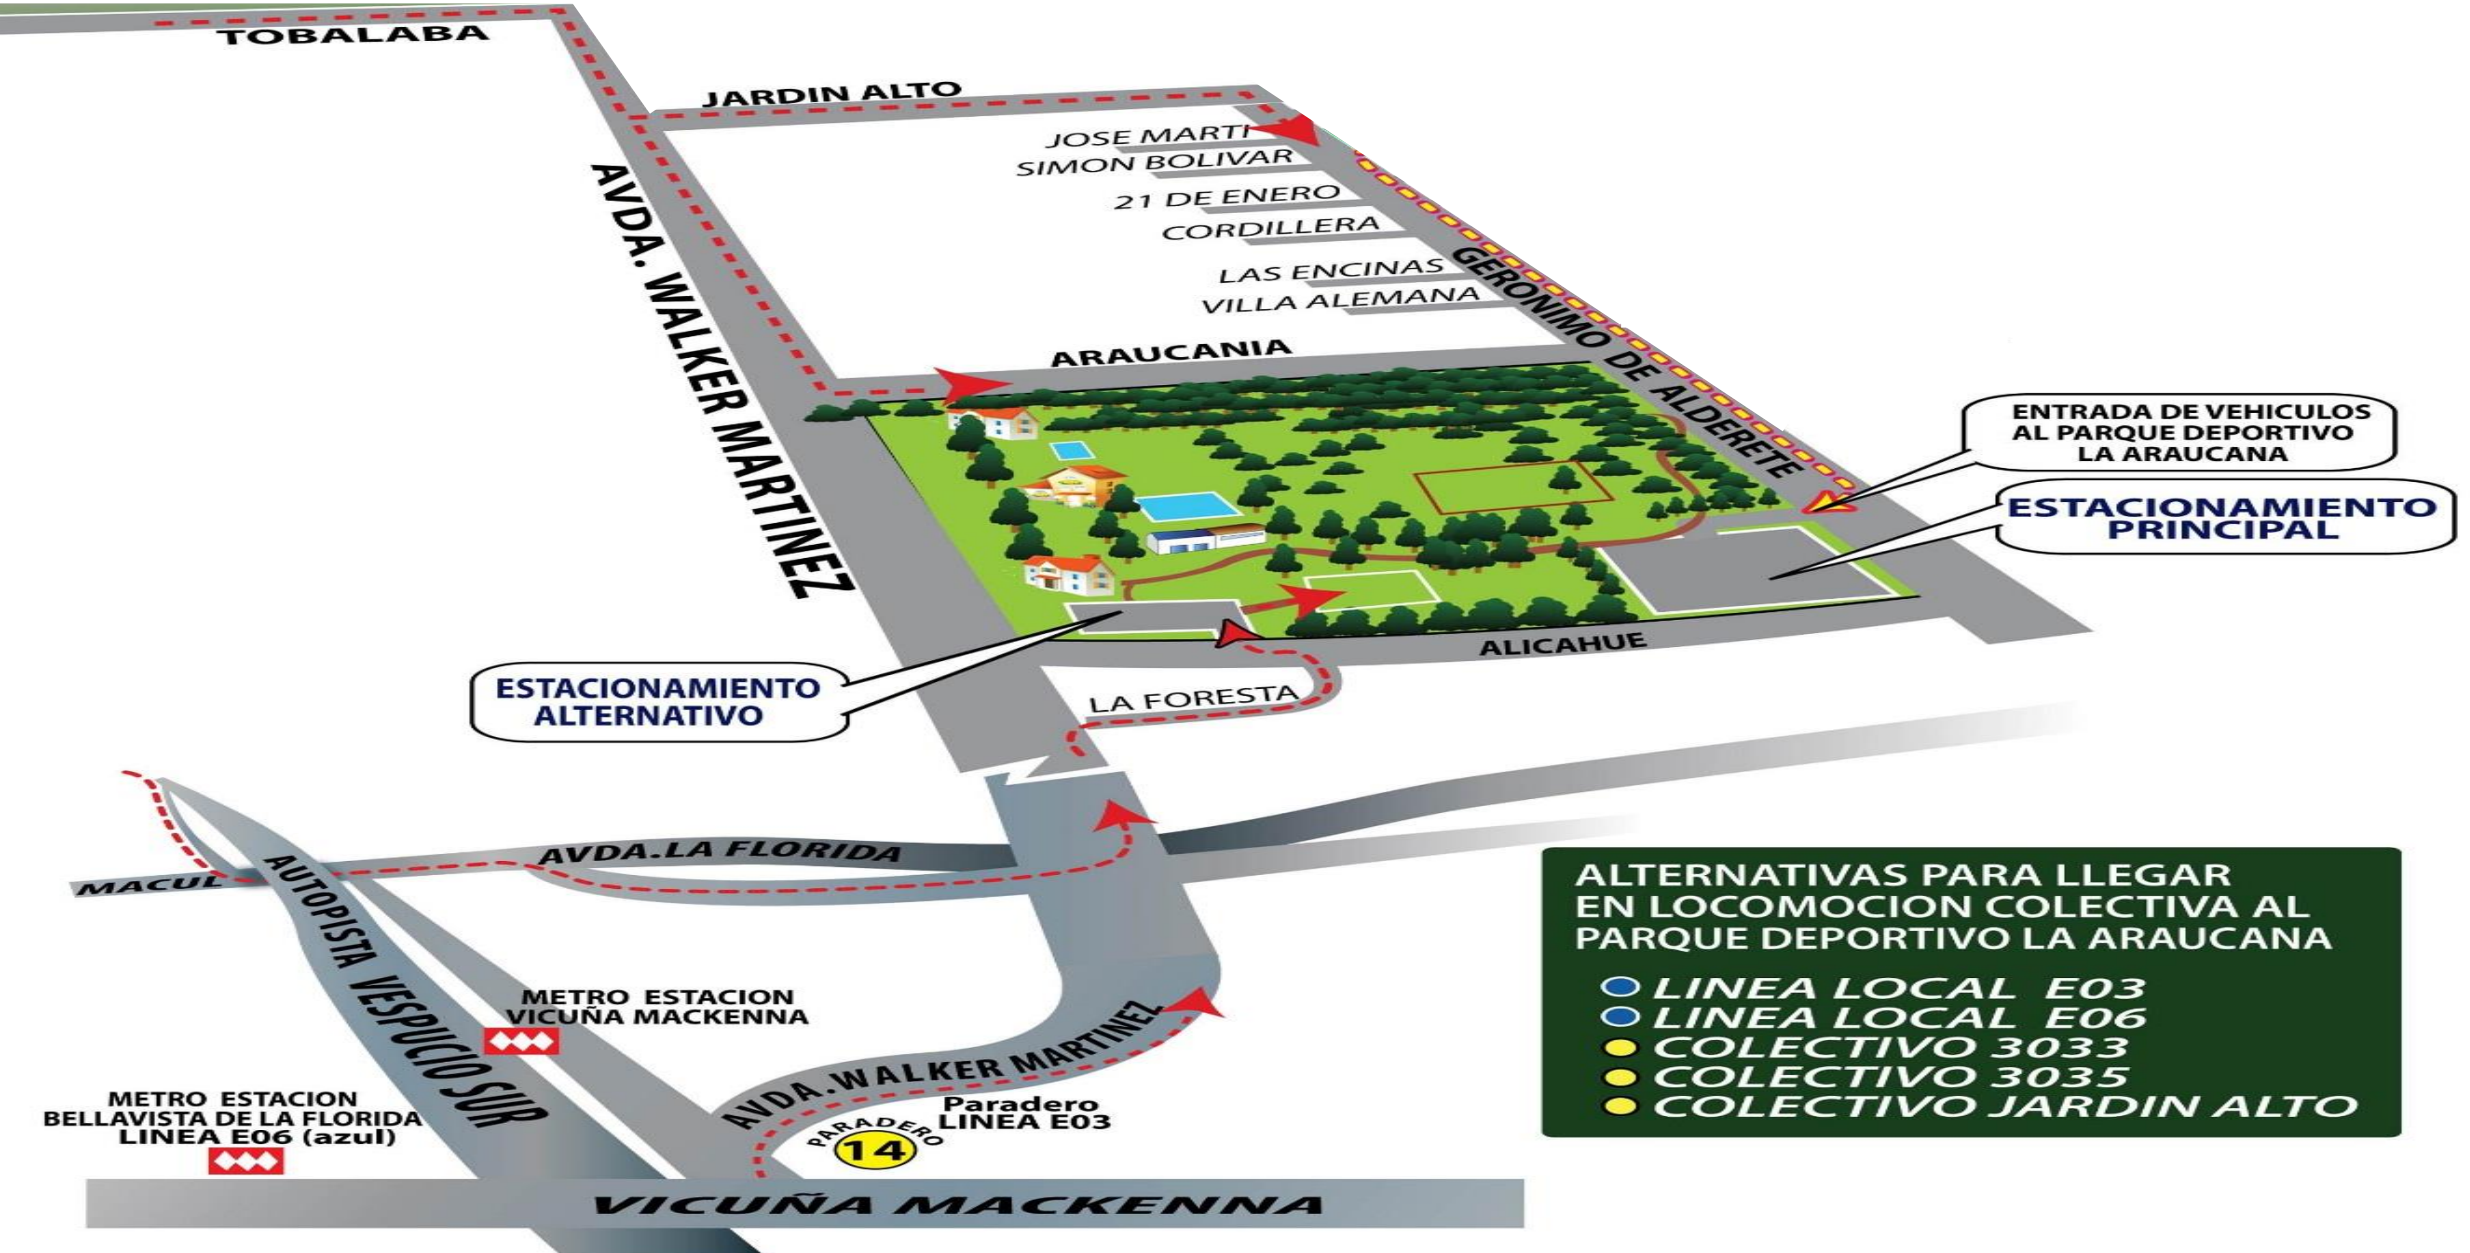 TOBALABA
JARDIN ALTO
JOSE MARTI
SIMON BOLIVAR
21 DE ENERO
CORDILLERA
LAS ENCINAS
VILLA ALEMANA
ARAUCANIA
AVDA. WALKER MARTINEZ
GERONIMO DE ALDERETE
ENTRADA DE VEHICULOS
AL PARQUE DEPORTIVO
LA ARAUCANA
ESTACIONAMIENTO
PRINCIPAL
ALICAHUE
ESTACIONAMIENTO
ALTERNATIVO
LA FORESTA
AVDA.LA FLORIDA
MACUL
AUTOPISTA VESPUCIO SUR
METRO ESTACION
VICUÑA MACKENNA
AVDA.WALKER MARTINEZ
METRO ESTACION
BELLAVISTA DE LA FLORIDA
LINEA E06 (azul)
Paradero
LINEA E03
PARADERO
14
VICUÑA MACKENNA
ALTERNATIVAS PARA LLEGAR
EN LOCOMOCION COLECTIVA AL
PARQUE DEPORTIVO LA ARAUCANA
LINEA LOCAL E03
LINEA LOCAL E06
COLECTIVO 3033
COLECTIVO 3035
COLECTIVO JARDIN ALTO